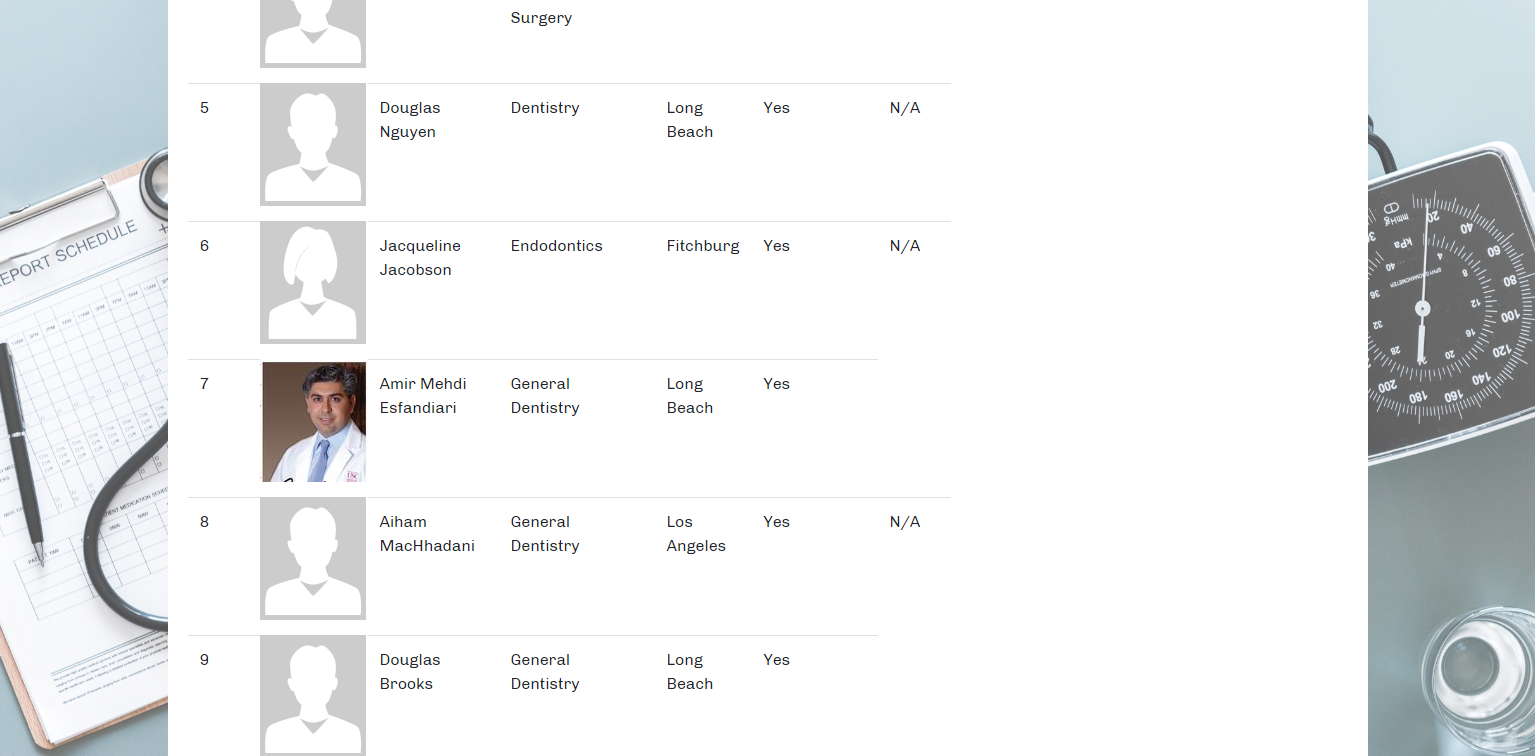 Surgery
5 Douglas Nguyen Dentistry Long Beach Yes N/A
6 Jacqueline Jacobson Endodontics Fitchburg Yes N/A
7 Amir Mehdi Esfandiari General Dentistry Long Beach Yes
8 Aiham MacHhadani General Dentistry Los Angeles Yes N/A
9 Douglas Brooks General Dentistry Long Beach Yes
EPORT SCHEDULE
mmHg
kPa
20
40
60
80
100
120
140
160
180
200
4
8
12
16
20
28
32
36
40